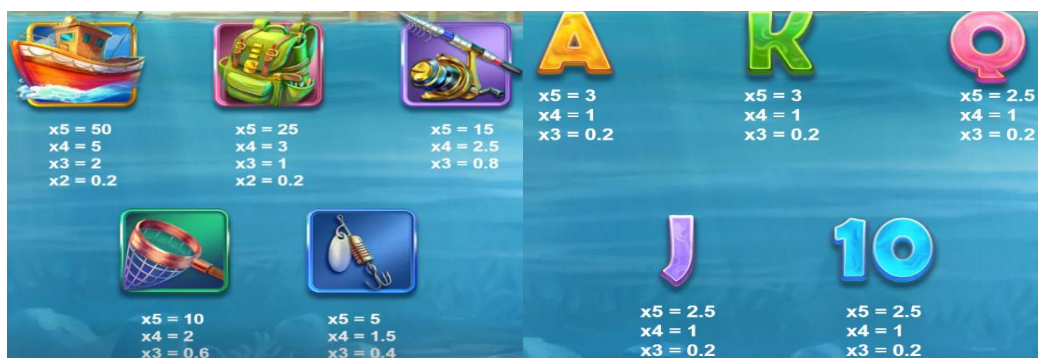 x5 = 50
x4 = 5
x3 = 2
x2 = 0.2
x5 = 25
x4 = 3
x3 = 1
x2 = 0.2
x5 = 15
x4 = 2.5
x3 = 0.8
x5 = 10
x4 = 2
x3 = 0.6
x5 = 5
x4 = 1.5
x3 = 0.4
A
x5 = 3
x4 = 1
x3 = 0.2
K
x5 = 3
x4 = 1
x3 = 0.2
Q
x5 = 2.5
x4 = 1
x3 = 0.2
J
x5 = 2.5
x4 = 1
x3 = 0.2
10
x5 = 2.5
x4 = 1
x3 = 0.2